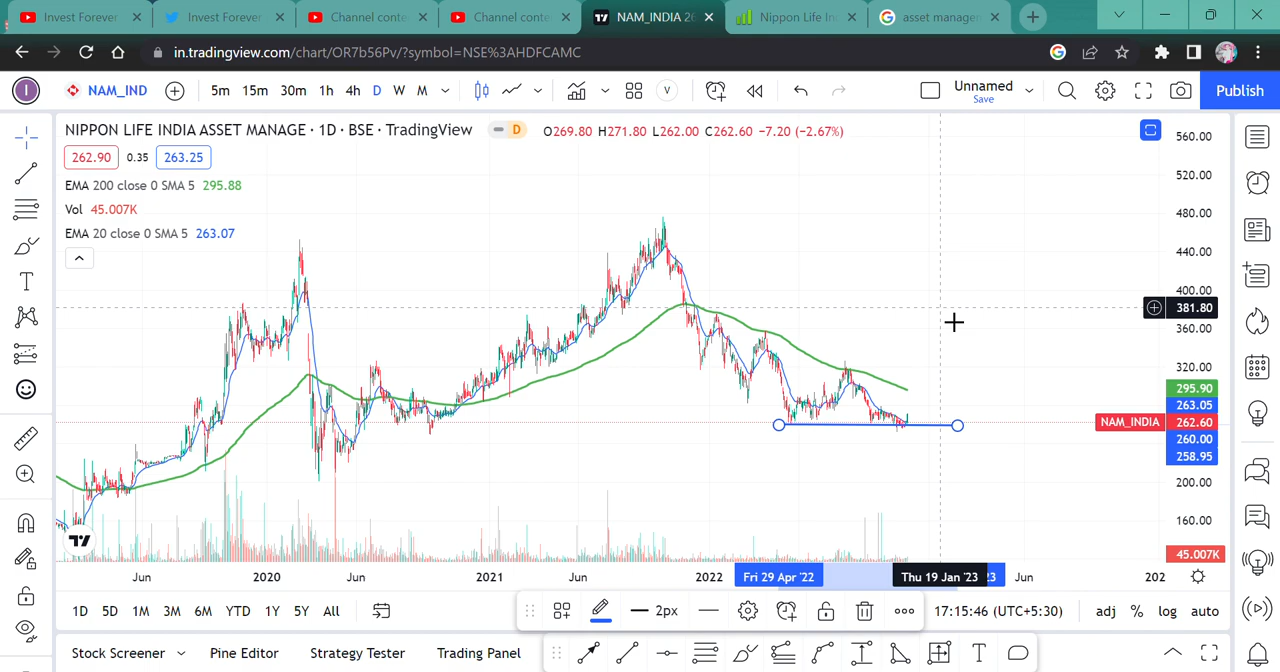 Invest Forever
Invest Forever
Channel conte
Channel conte
NAM_INDIA 26
Nippon Life In
asset manager
in.tradingview.com/chart/OR7b56Pv/?symbol=NSE%3AHDFCAMC
I
NAM_IND
5m 15m 30m 1h 4h D W M
V
Unnamed
Save
Publish
NIPPON LIFE INDIA ASSET MANAGE · 1D · BSE · TradingView
D
O269.80 H271.80 L262.00 C262.60 −7.20 (−2.67%)
262.90 0.35 263.25
EMA 200 close 0 SMA 5 295.88
Vol 45.007K
EMA 20 close 0 SMA 5 263.07
560.00
520.00
480.00
440.00
400.00
381.80
360.00
320.00
295.90
263.05
NAM_INDIA 262.60
260.00
258.95
200.00
160.00
45.007K
Jun 2020 Jun 2021 Jun 2022 Fri 29 Apr '22 Thu 19 Jan '23 23 Jun 202
1D 5D 1M 3M 6M YTD 1Y 5Y All
2px
17:15:46 (UTC+5:30)
adj % log auto
Stock Screener Pine Editor Strategy Tester Trading Panel